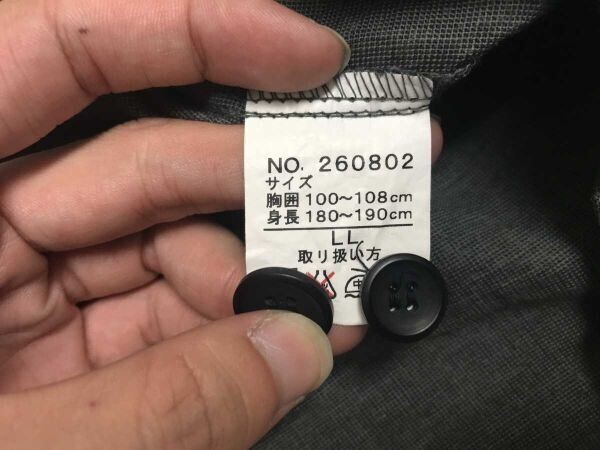 NO. 260802
サイズ
胸囲 100～108cm
身長 180～190cm
LL
取り扱い方